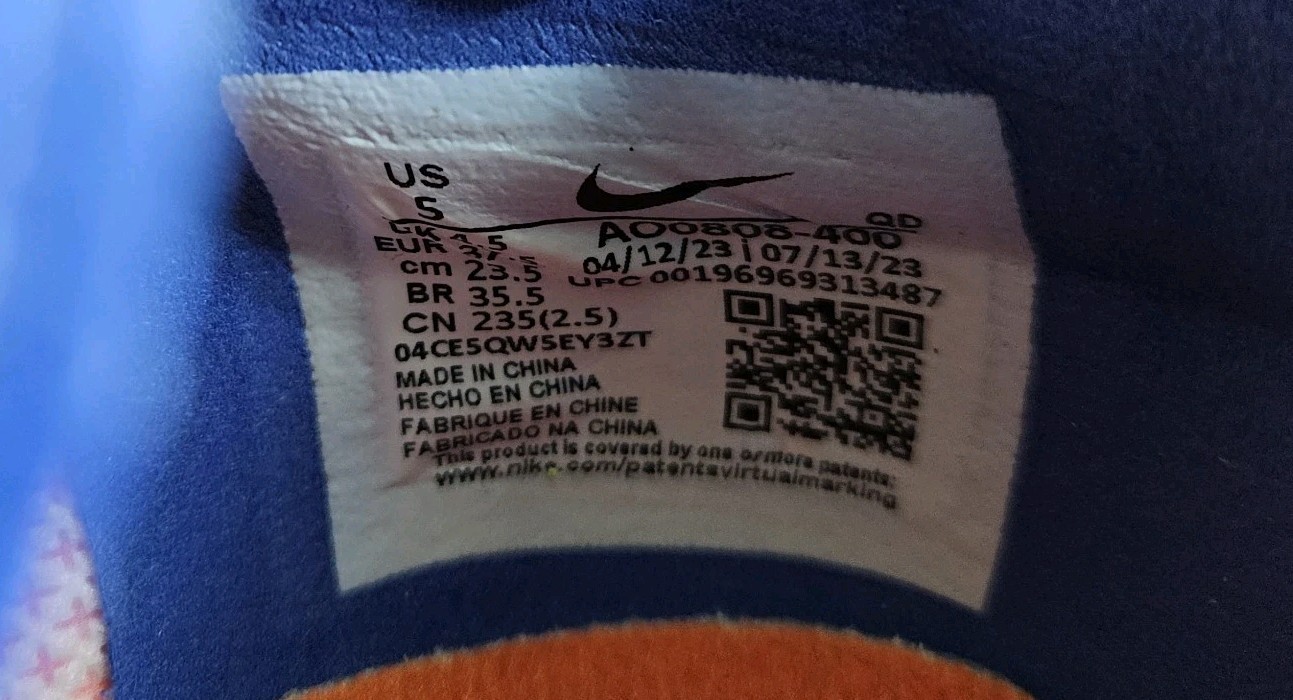 US
5
UK 4.5
EUR 37.5
cm 23.5
BR 35.5
CN 235(2.5)
04CE5QW5EY3ZT
MADE IN CHINA
HECHO EN CHINA
FABRIQUE EN CHINE
FABRICADO NA CHINA
QD
AO0808-400
04/12/23 | 07/13/23
UPC 00196969313487
This product is covered by one or more patents:
www.nike.com/patentsvirtualmarking